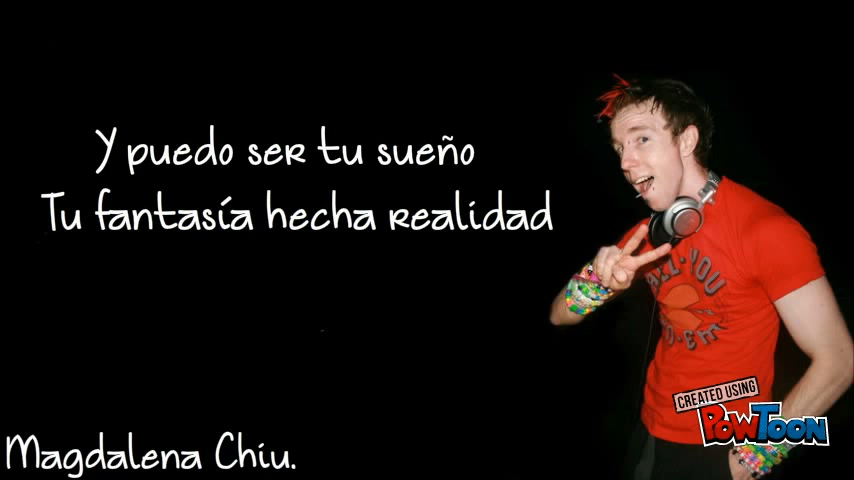 Y puedo ser tu sueño
Tu fantasía hecha realidad
CREATED USING
POWTOON
Magdalena Chiu.